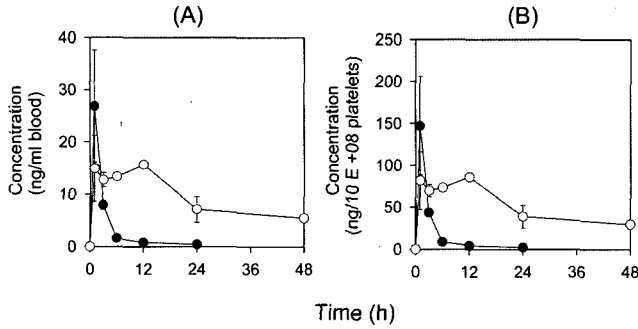 (A)
Concentration
(ng/ml blood)
40
30
20
10
0
0 12 24 36 48
(B)
Concentration
(ng/10 E +08 platelets)
250
200
150
100
50
0
0 12 24 36 48
Time (h)